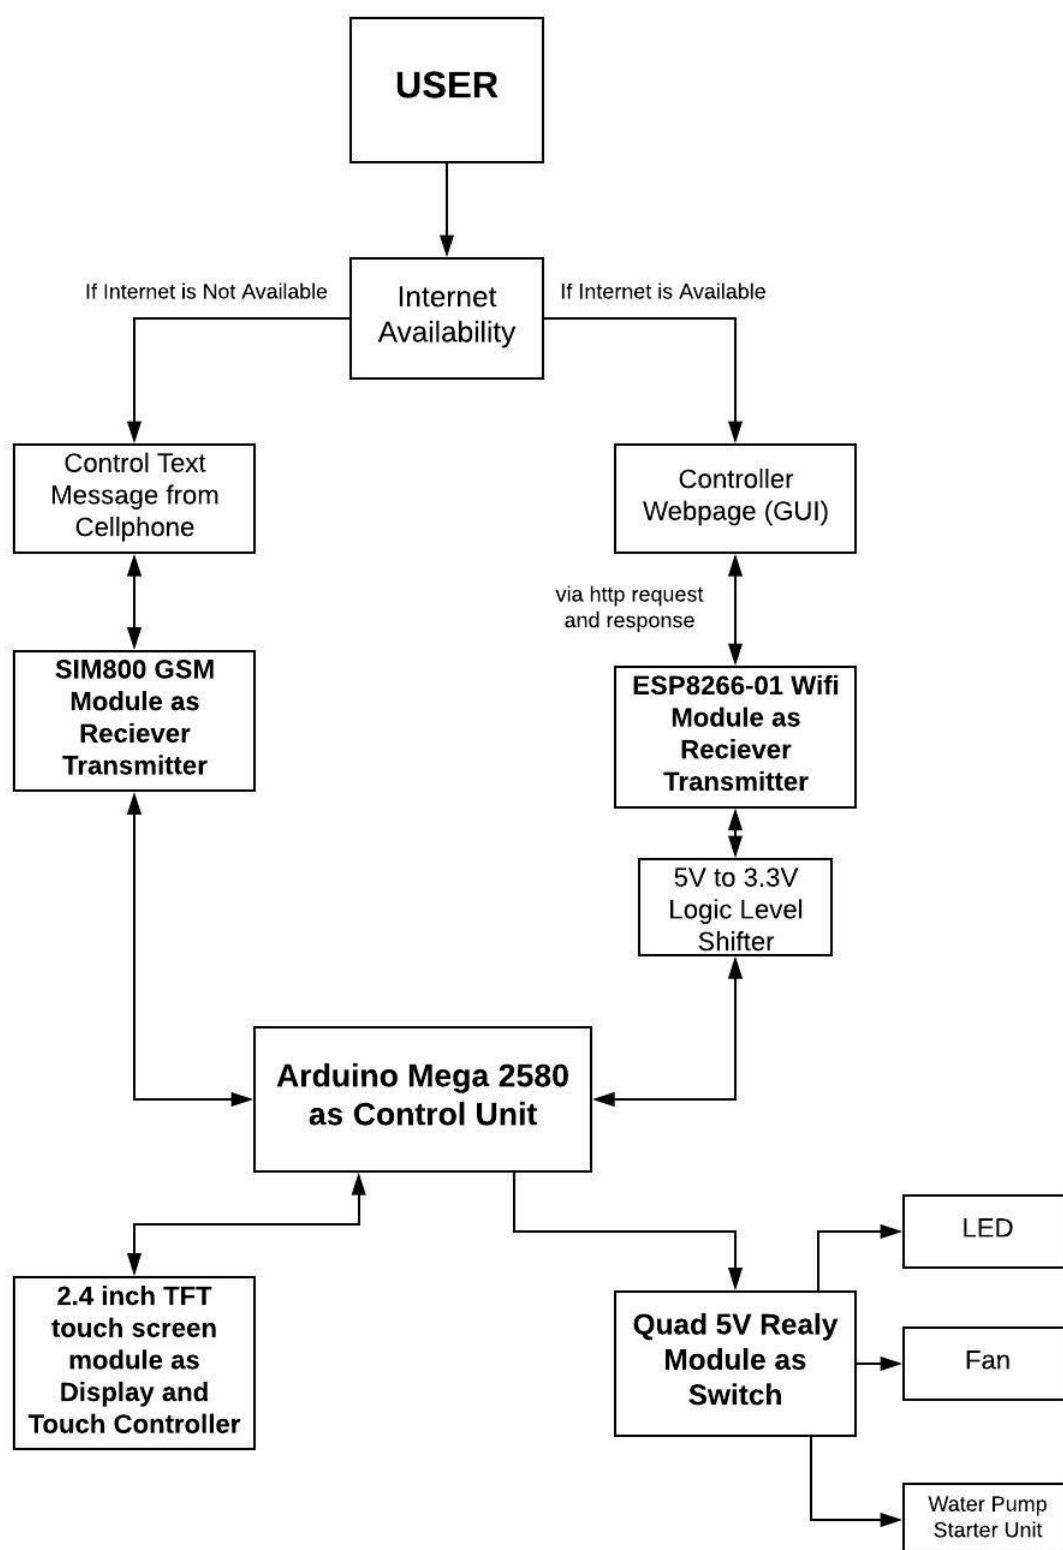 USER
If Internet is Not Available
Internet
Availability
If Internet is Available
Control Text
Message from
Cellphone
Controller
Webpage (GUI)
via http request
and response
SIM800 GSM
Module as
Reciever
Transmitter
ESP8266-01 Wifi
Module as
Reciever
Transmitter
5V to 3.3V
Logic Level
Shifter
Arduino Mega 2580
as Control Unit
2.4 inch TFT
touch screen
module as
Display and
Touch Controller
Quad 5V Realy
Module as
Switch
LED
Fan
Water Pump
Starter Unit